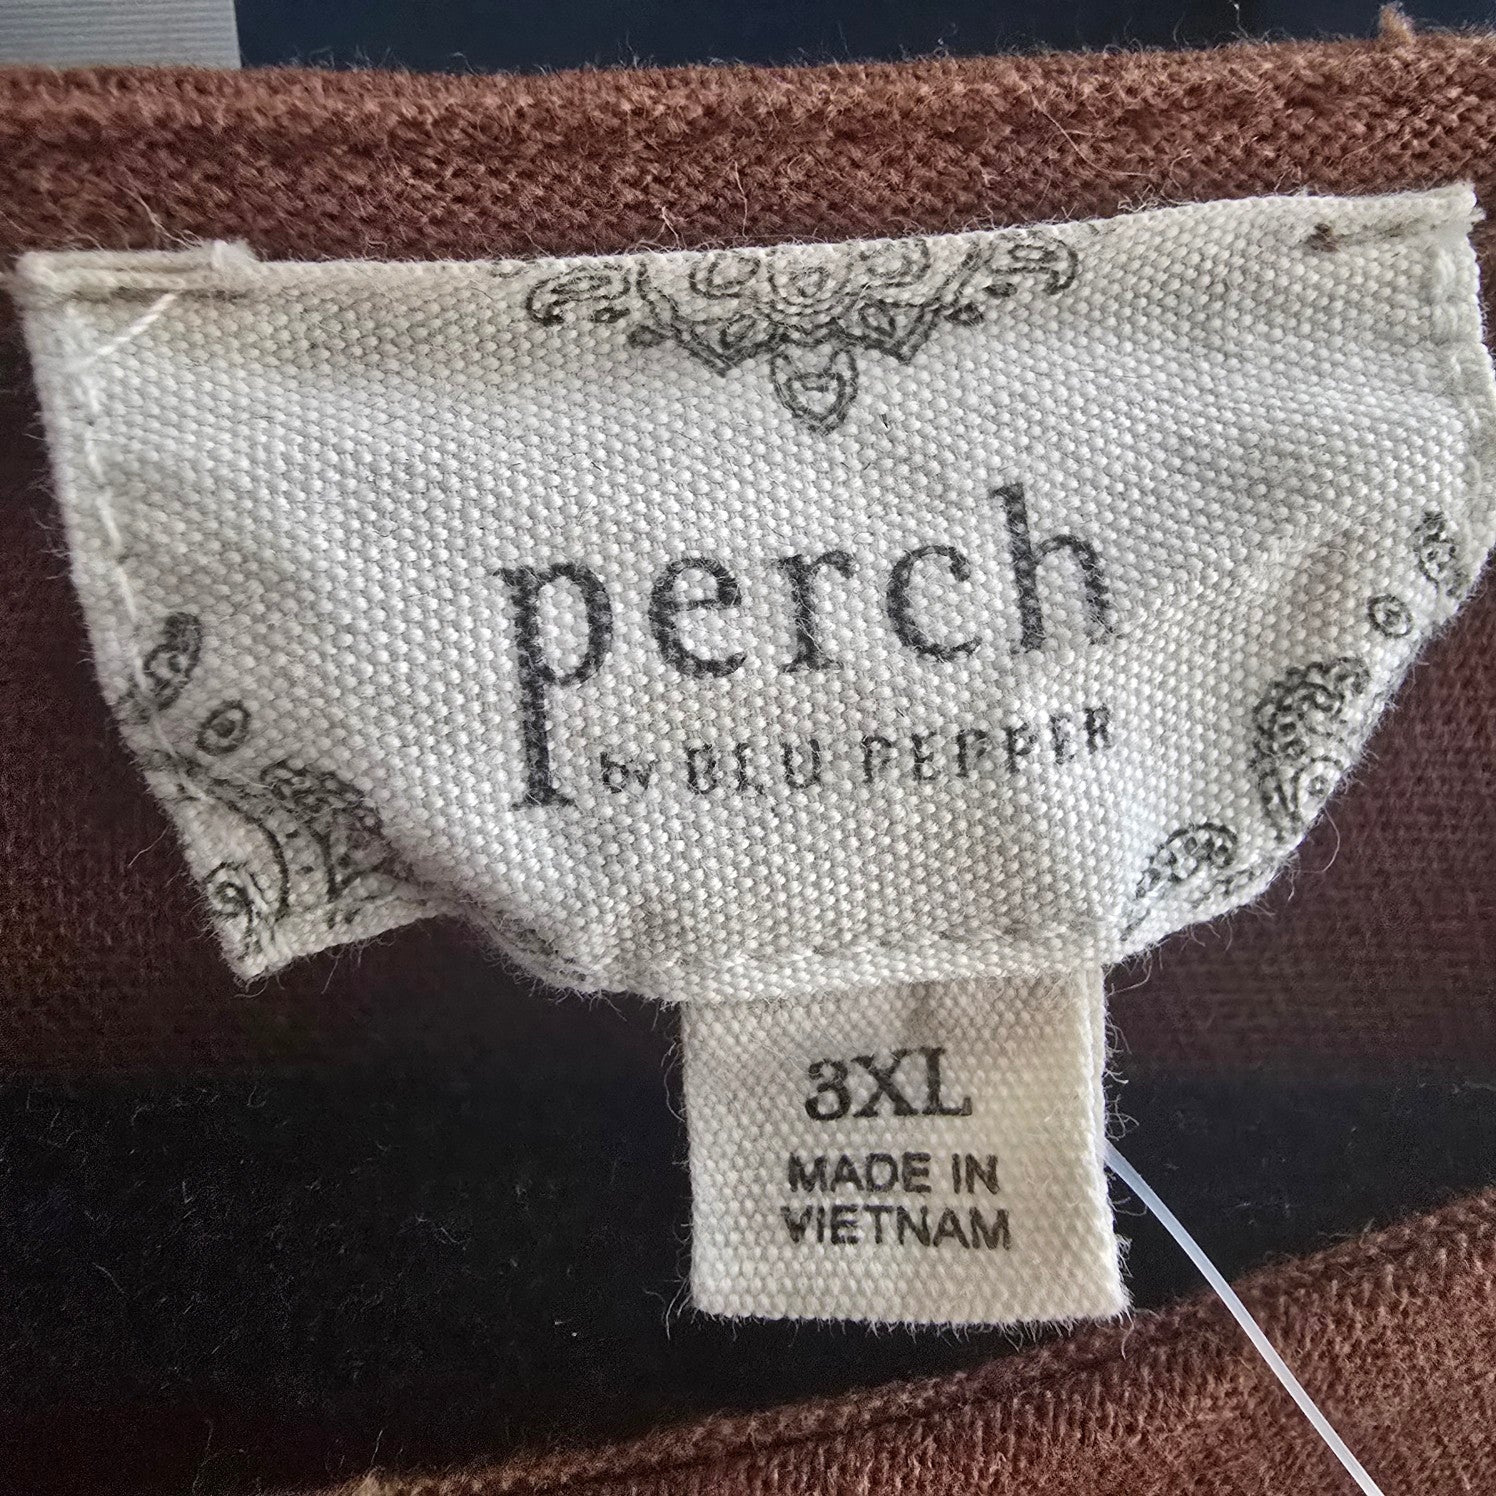 perch
by BLU PEPPER
3XL
MADE IN
VIETNAM